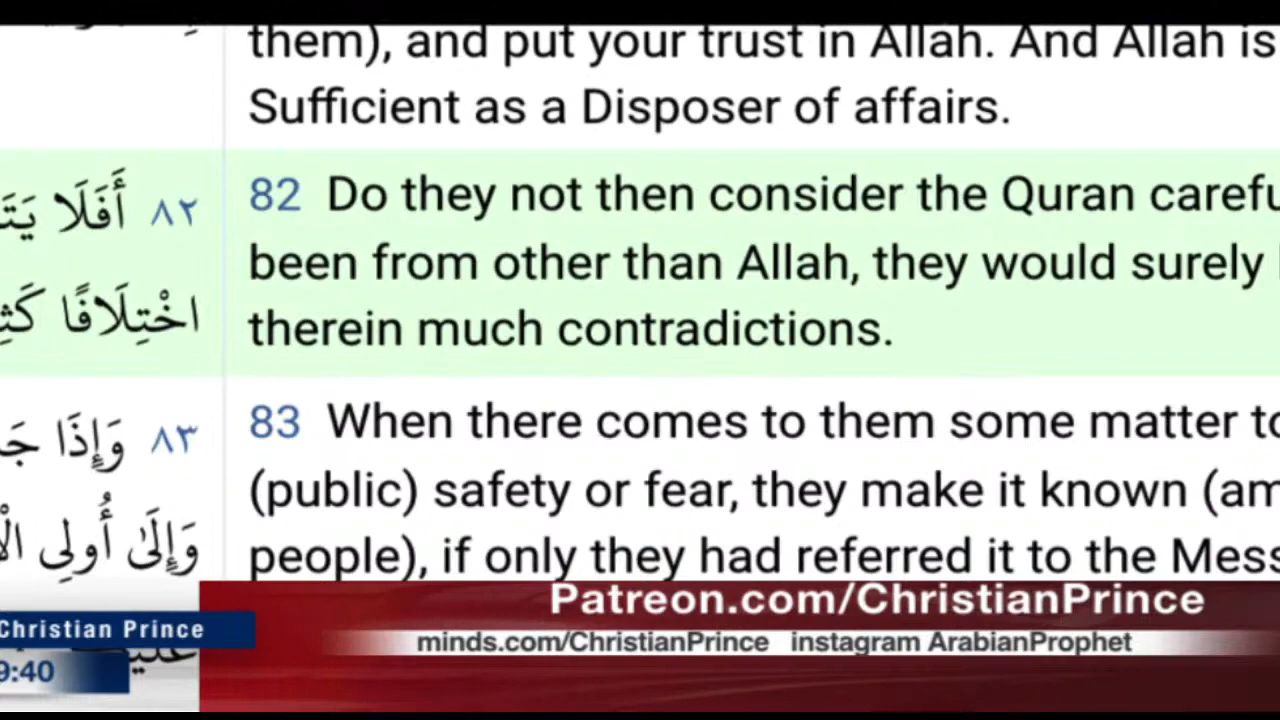 them), and put your trust in Allah. And Allah is
Sufficient as a Disposer of affairs.
٨٢ أَفَلَا
82 Do they not then consider the Quran carefu
been from other than Allah, they would surely
اخْتِلَافًا
therein much contradictions.
٨٣ وَإِذَا
83 When there comes to them some matter to
(public) safety or fear, they make it known (am
وَإِلَىٰ أُولِي
people), if only they had referred it to the Mess
Patreon.com/ChristianPrince
Christian Prince
minds.com/ChristianPrince instagram ArabianProphet
9:40